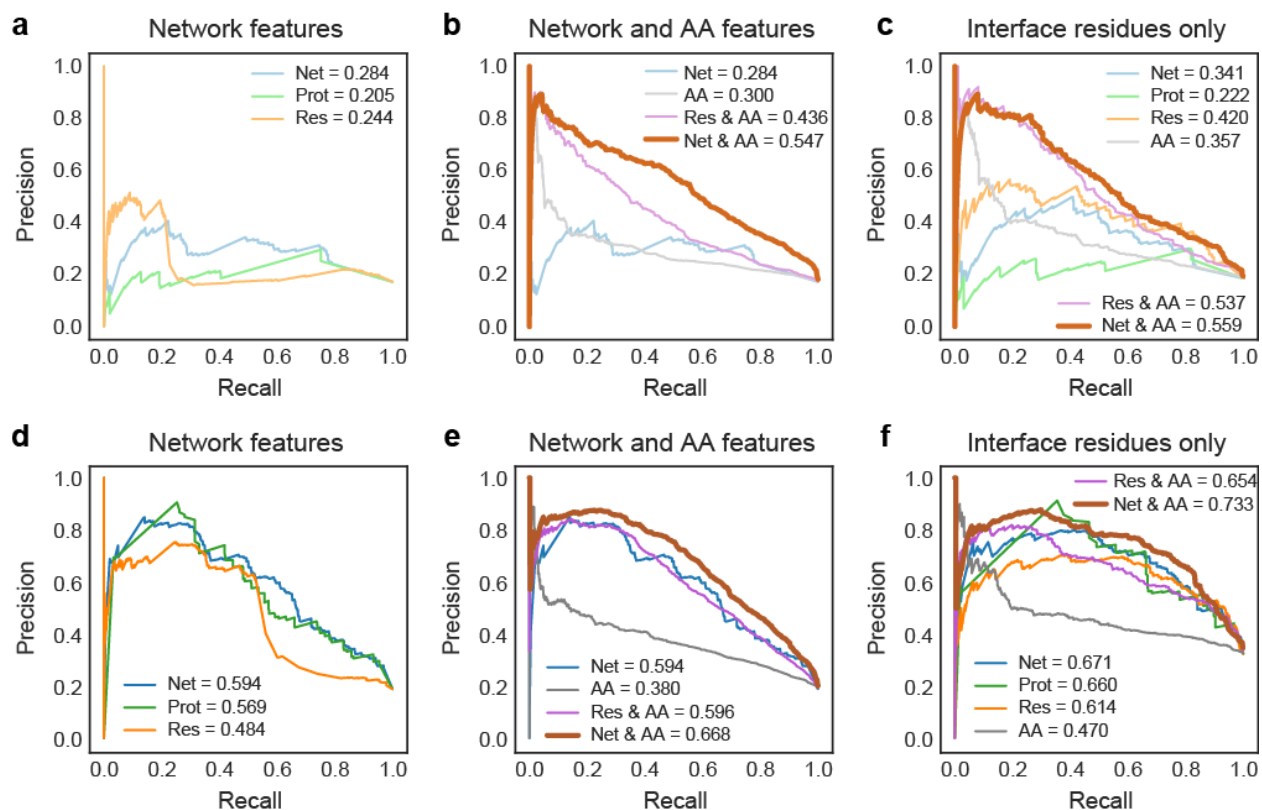 a Network features
1.0
0.8
0.6
0.4
0.2
0.0
Precision
Net = 0.284
Prot = 0.205
Res = 0.244
0.0 0.2 0.4 0.6 0.8 1.0
Recall
b Network and AA features
1.0
0.8
0.6
0.4
0.2
0.0
Precision
Net = 0.284
AA = 0.300
Res & AA = 0.436
Net & AA = 0.547
0.0 0.2 0.4 0.6 0.8 1.0
Recall
c Interface residues only
1.0
0.8
0.6
0.4
0.2
0.0
Precision
Net = 0.341
Prot = 0.222
Res = 0.420
AA = 0.357
Res & AA = 0.537
Net & AA = 0.559
0.0 0.2 0.4 0.6 0.8 1.0
Recall
d Network features
1.0
0.8
0.6
0.4
0.2
0.0
Precision
Net = 0.594
Prot = 0.569
Res = 0.484
0.0 0.2 0.4 0.6 0.8 1.0
Recall
e Network and AA features
1.0
0.8
0.6
0.4
0.2
0.0
Precision
Net = 0.594
AA = 0.380
Res & AA = 0.596
Net & AA = 0.668
0.0 0.2 0.4 0.6 0.8 1.0
Recall
f Interface residues only
1.0
0.8
0.6
0.4
0.2
0.0
Precision
Res & AA = 0.654
Net & AA = 0.733
Net = 0.671
Prot = 0.660
Res = 0.614
AA = 0.470
0.0 0.2 0.4 0.6 0.8 1.0
Recall